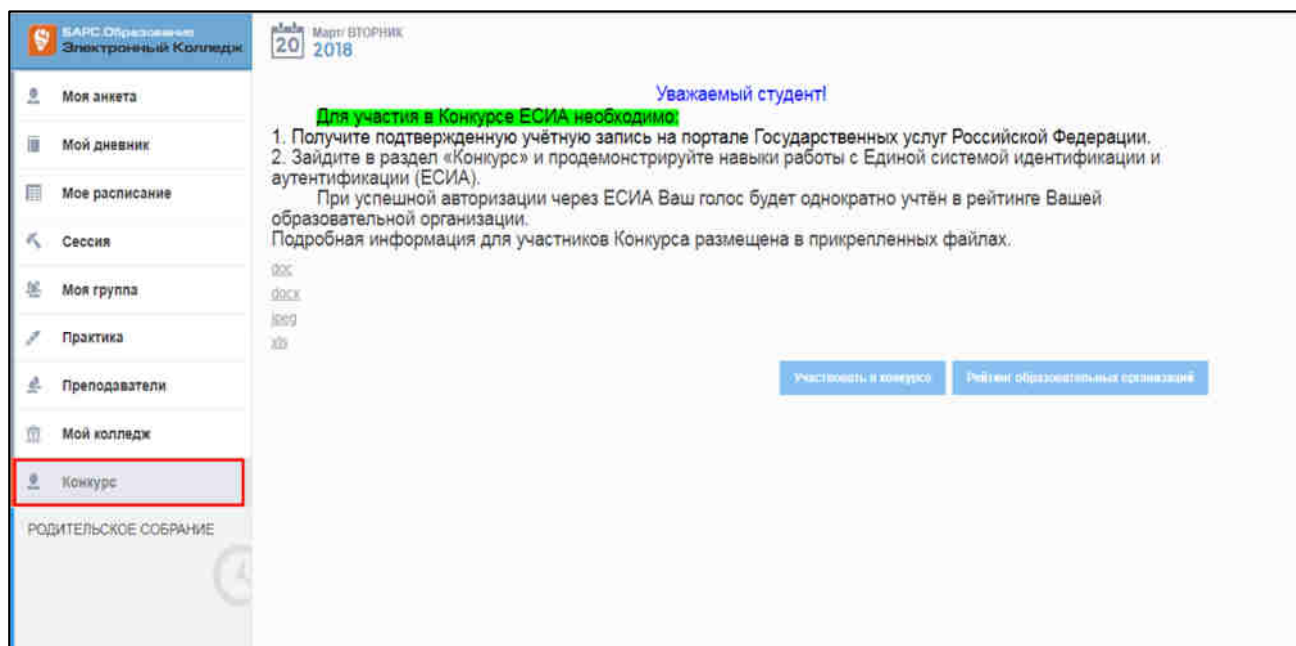 БАРС.Образование
Электронный Колледж
Моя анкета
Мой дневник
Мое расписание
Сессия
Моя группа
Практика
Преподаватели
Мой колледж
Конкурс
РОДИТЕЛЬСКОЕ СОБРАНИЕ
20
Март/ ВТОРНИК
2018
Уважаемый студент!
Для участия в Конкурсе ЕСИА необходимо:
1. Получите подтвержденную учётную запись на портале Государственных услуг Российской Федерации.
2. Зайдите в раздел «Конкурс» и продемонстрируйте навыки работы с Единой системой идентификации и
аутентификации (ЕСИА).
При успешной авторизации через ЕСИА Ваш голос будет однократно учтён в рейтинге Вашей
образовательной организации.
Подробная информация для участников Конкурса размещена в прикрепленных файлах.
doc
docx
jpeg
xls
Участвовать в конкурсе
Рейтинг образовательных организаций